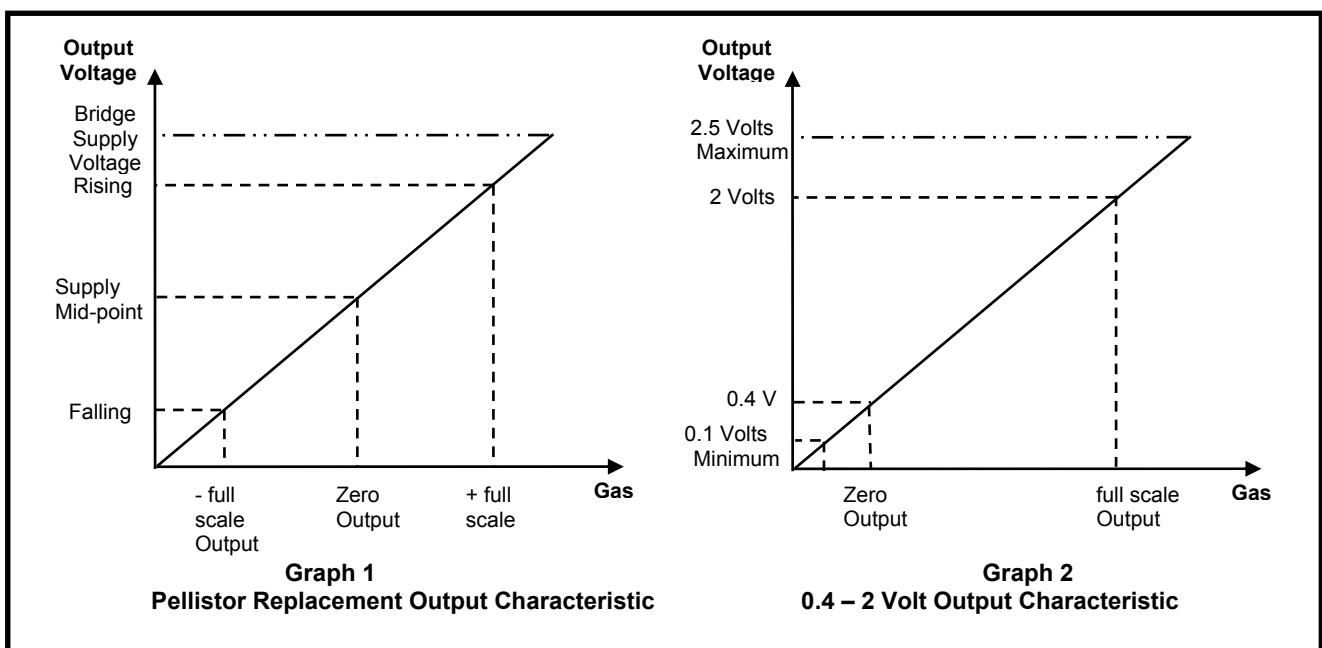 Output
Voltage
Bridge
Supply
Voltage
Rising
Supply
Mid-point
Falling
- full
scale
Output
Zero
Output
+ full
scale
Gas
Graph 1
Pellistor Replacement Output Characteristic
Output
Voltage
2.5 Volts
Maximum
2 Volts
0.4 V
0.1 Volts
Minimum
Zero
Output
full scale
Output
Gas
Graph 2
0.4 – 2 Volt Output Characteristic